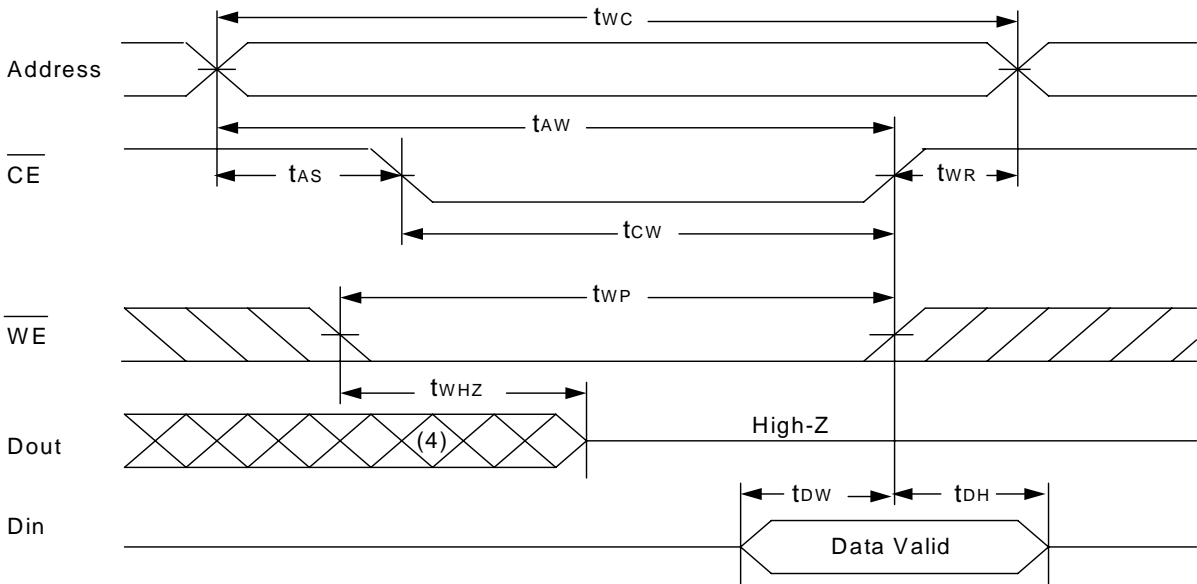 tWC
Address
tAW
CE
tAS
tWR
tCW
tWP
WE
tWHZ
High-Z
Dout
(4)
tDW
tDH
Din
Data Valid